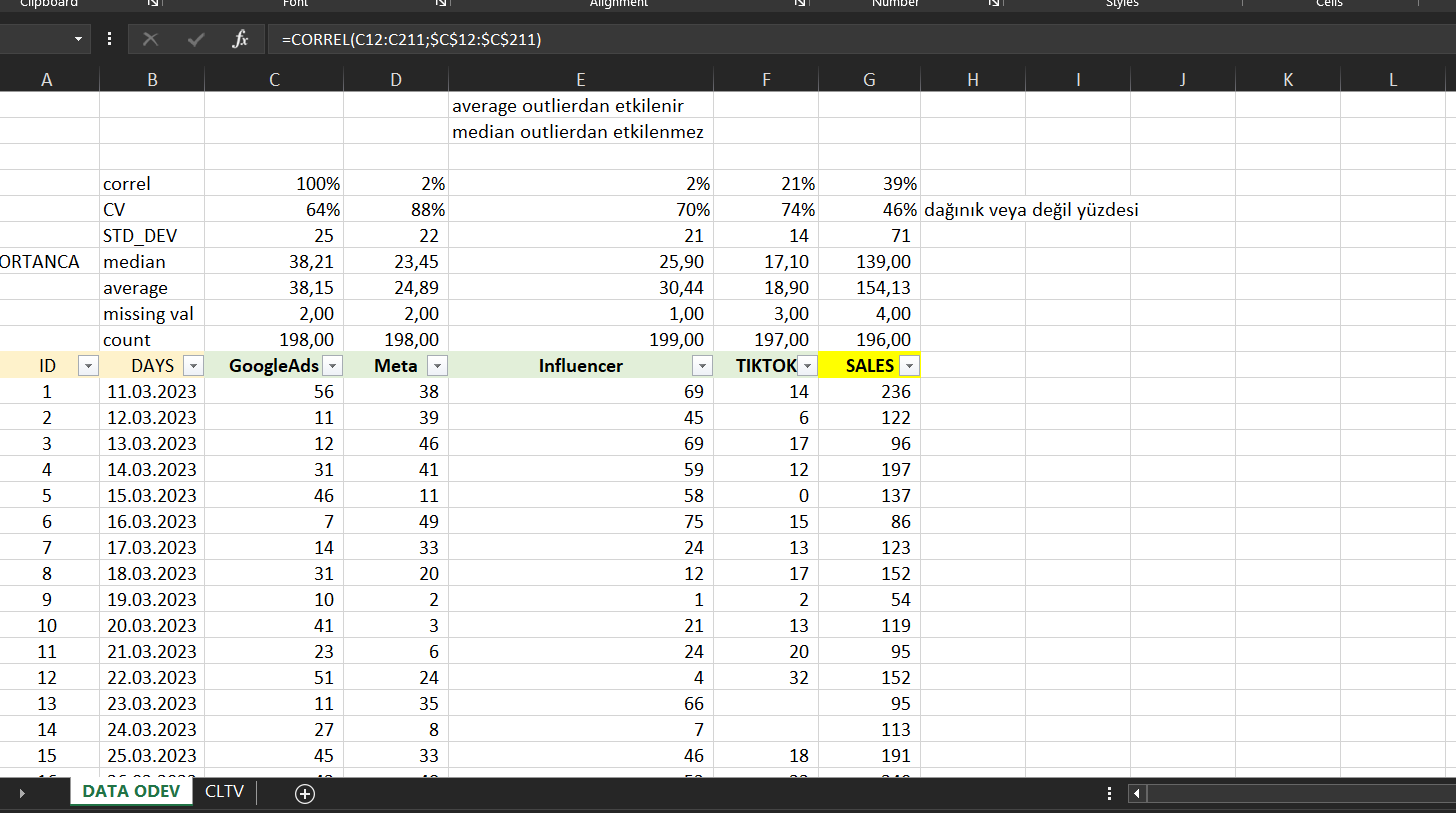 Clipboard Font Alignment Number Styles Cells
fx =CORREL(C12:C211;$C$12:$C$211)
A B C D E F G H I J K L
average outlierdan etkilenir
median outlierdan etkilenmez
correl 100% 2% 2% 21% 39%
CV 64% 88% 70% 74% 46% dağınık veya değil yüzdesi
STD_DEV 25 22 21 14 71
ORTANCA median 38,21 23,45 25,90 17,10 139,00
average 38,15 24,89 30,44 18,90 154,13
missing val 2,00 2,00 1,00 3,00 4,00
count 198,00 198,00 199,00 197,00 196,00
ID DAYS GoogleAds Meta Influencer TIKTOK SALES
1 11.03.2023 56 38 69 14 236
2 12.03.2023 11 39 45 6 122
3 13.03.2023 12 46 69 17 96
4 14.03.2023 31 41 59 12 197
5 15.03.2023 46 11 58 0 137
6 16.03.2023 7 49 75 15 86
7 17.03.2023 14 33 24 13 123
8 18.03.2023 31 20 12 17 152
9 19.03.2023 10 2 1 2 54
10 20.03.2023 41 3 21 13 119
11 21.03.2023 23 6 24 20 95
12 22.03.2023 51 24 4 32 152
13 23.03.2023 11 35 66 95
14 24.03.2023 27 8 7 113
15 25.03.2023 45 33 46 18 191
DATA ODEV CLTV